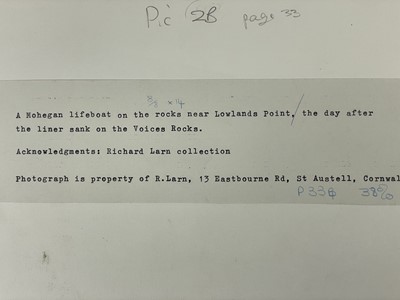 Pic 2B page 33
5/8 x 14
A Mohegan lifeboat on the rocks near Lowlands Point, the day after
the liner sank on the Voices Rocks.
Acknowledgments: Richard Larn collection
Photograph is property of R.Larn, 13 Eastbourne Rd, St Austell, Cornwal
P33B 38%